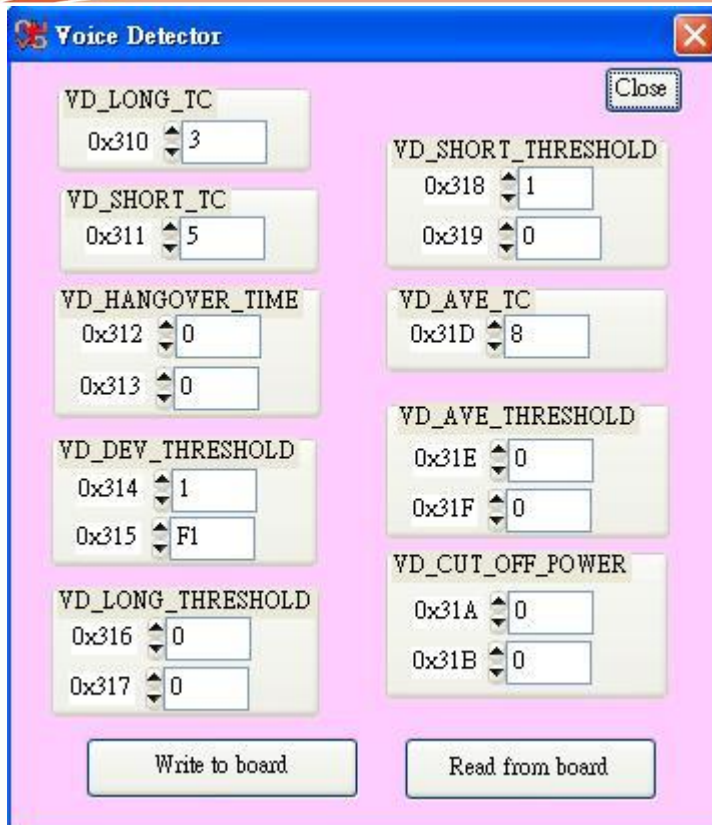 Voice Detector
Close
VD_LONG_TC
0x310 3
VD_SHORT_TC
0x311 5
VD_HANGOVER_TIME
0x312 0
0x313 0
VD_DEV_THRESHOLD
0x314 1
0x315 F1
VD_LONG_THRESHOLD
0x316 0
0x317 0
VD_SHORT_THRESHOLD
0x318 1
0x319 0
VD_AVE_TC
0x31D 8
VD_AVE_THRESHOLD
0x31E 0
0x31F 0
VD_CUT_OFF_POWER
0x31A 0
0x31B 0
Write to board
Read from board